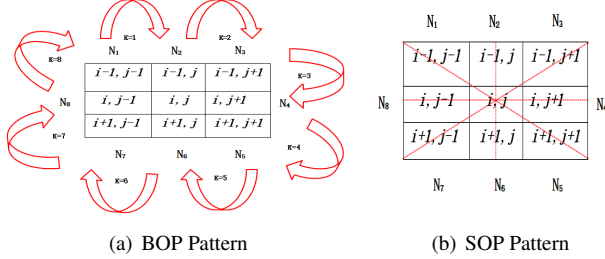 K=1 K=2
N₁ N₂ N₃
K=8
i-1, j-1 i-1, j i-1, j+1
K=3
N₈ i, j-1 i, j i, j+1 N₄
i+1, j-1 i+1, j i+1, j+1
K=7
K=4
N₇ N₆ N₅
K=6 K=5
(a) BOP Pattern
N₁ N₂ N₃
i-1, j-1 i-1, j i-1, j+1
N₈ i, j-1 i, j i, j+1 N₄
i+1, j-1 i+1, j i+1, j+1
N₇ N₆ N₅
(b) SOP Pattern